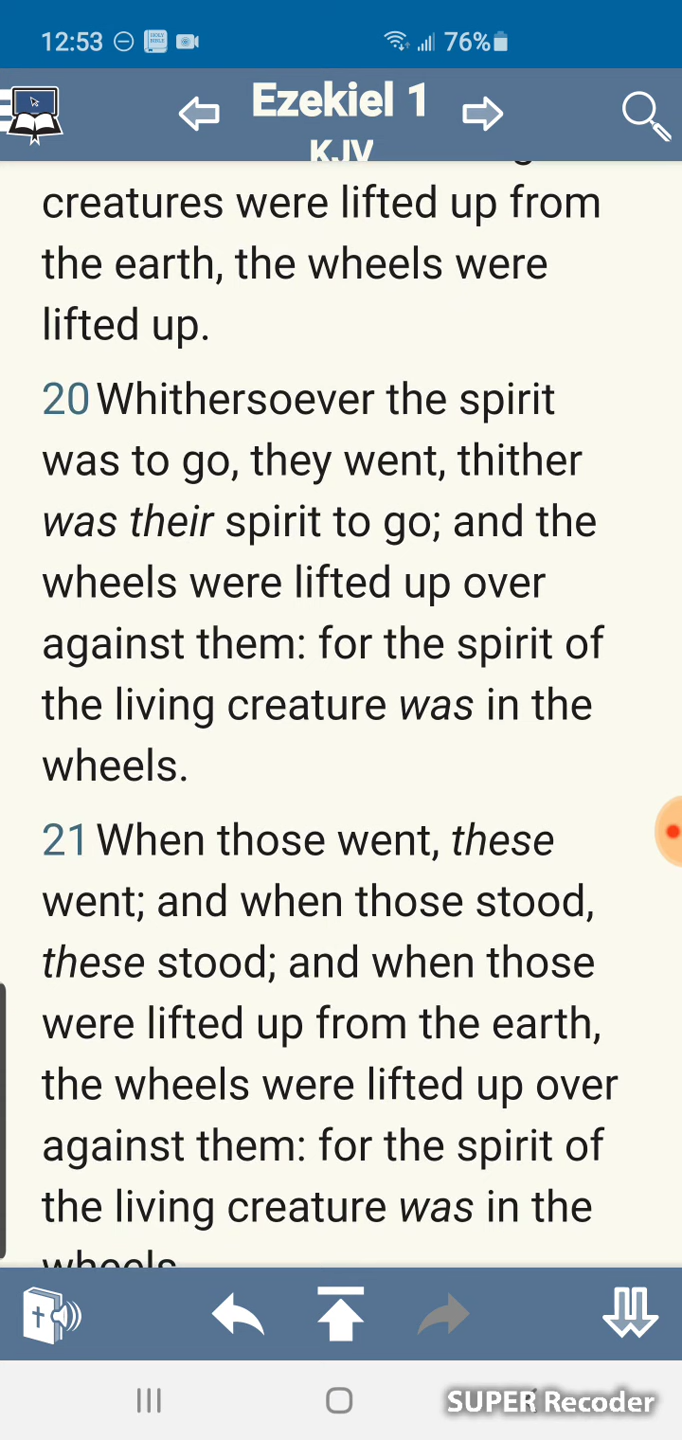 12:53 76%
Ezekiel 1
KJV
creatures were lifted up from
the earth, the wheels were
lifted up.
20 Whithersoever the spirit
was to go, they went, thither
was their spirit to go; and the
wheels were lifted up over
against them: for the spirit of
the living creature was in the
wheels.
21 When those went, these
went; and when those stood,
these stood; and when those
were lifted up from the earth,
the wheels were lifted up over
against them: for the spirit of
the living creature was in the
wheels
SUPER Recoder